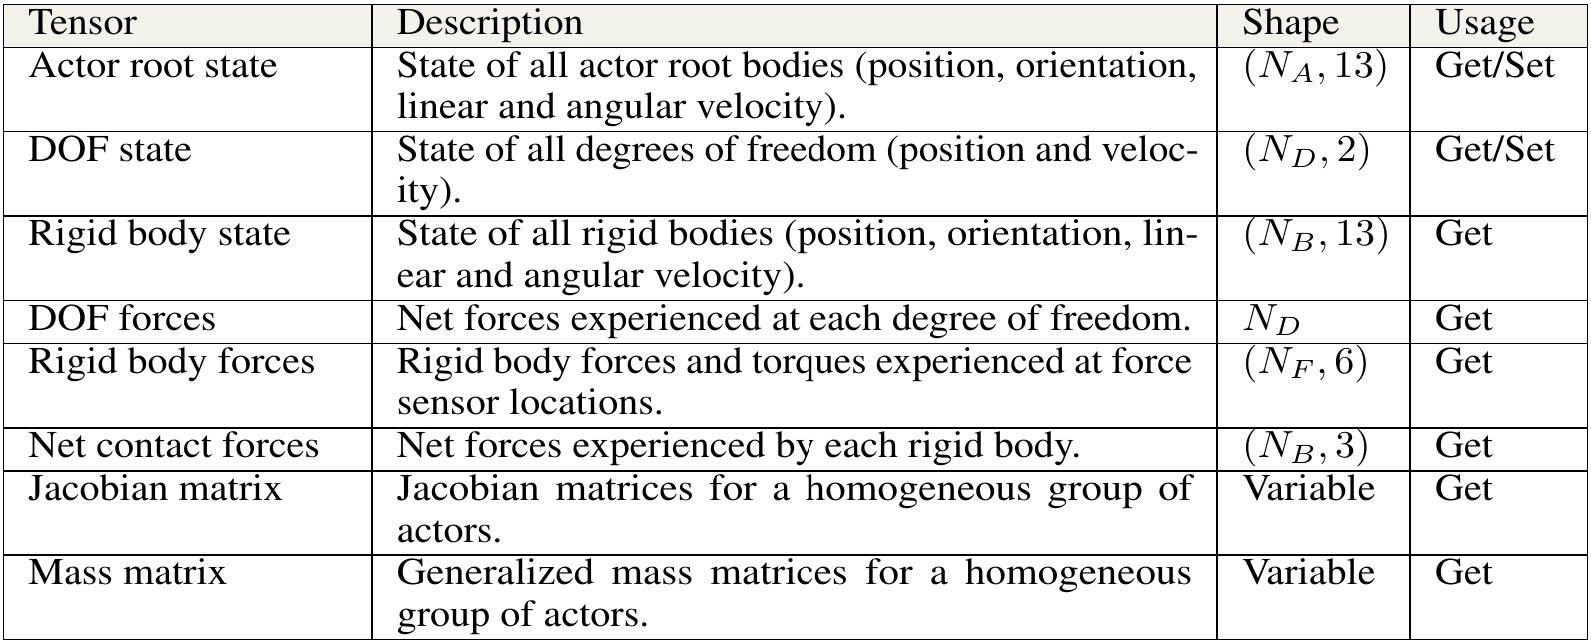 Tensor Description Shape Usage
Actor root state State of all actor root bodies (position, orientation, (N_A, 13) Get/Set
linear and angular velocity).
DOF state State of all degrees of freedom (position and veloc- (N_D, 2) Get/Set
ity).
Rigid body state State of all rigid bodies (position, orientation, lin- (N_B, 13) Get
ear and angular velocity).
DOF forces Net forces experienced at each degree of freedom. N_D Get
Rigid body forces Rigid body forces and torques experienced at force (N_F, 6) Get
sensor locations.
Net contact forces Net forces experienced by each rigid body. (N_B, 3) Get
Jacobian matrix Jacobian matrices for a homogeneous group of Variable Get
actors.
Mass matrix Generalized mass matrices for a homogeneous Variable Get
group of actors.